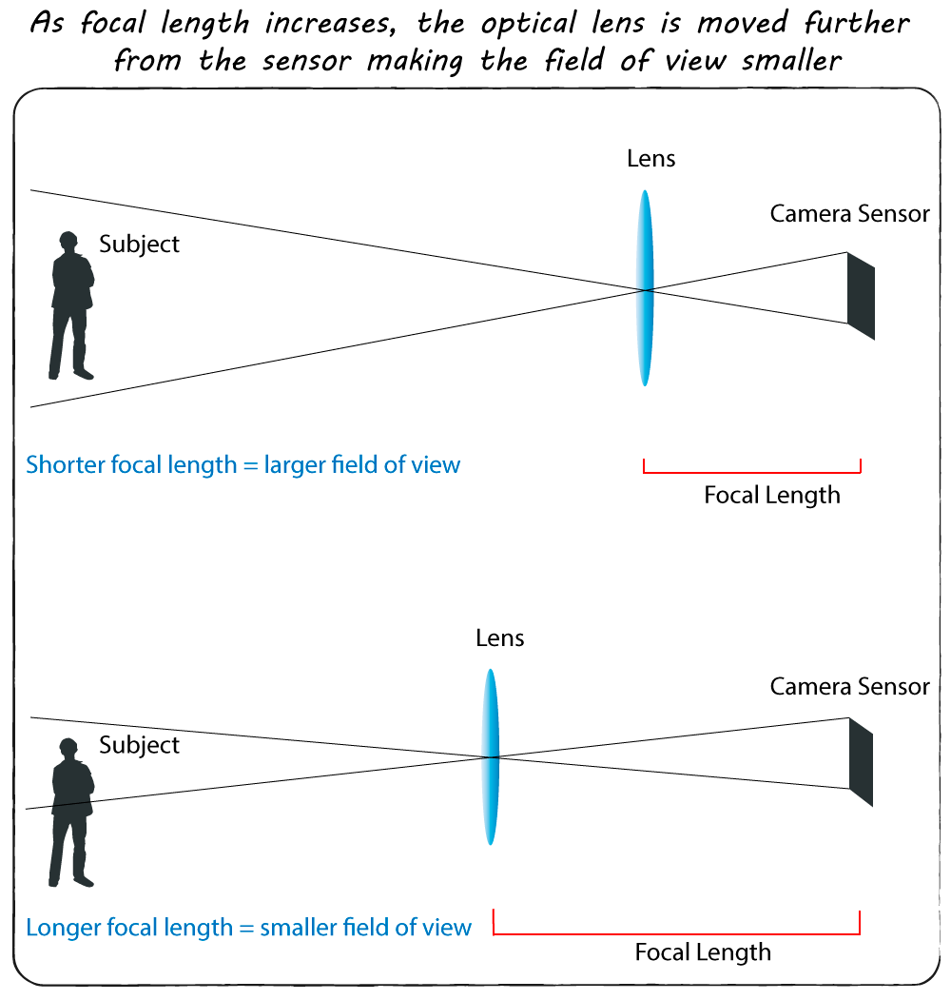 As focal length increases, the optical lens is moved further
from the sensor making the field of view smaller
Lens
Camera Sensor
Subject
Shorter focal length = larger field of view
Focal Length
Lens
Camera Sensor
Subject
Longer focal length = smaller field of view
Focal Length